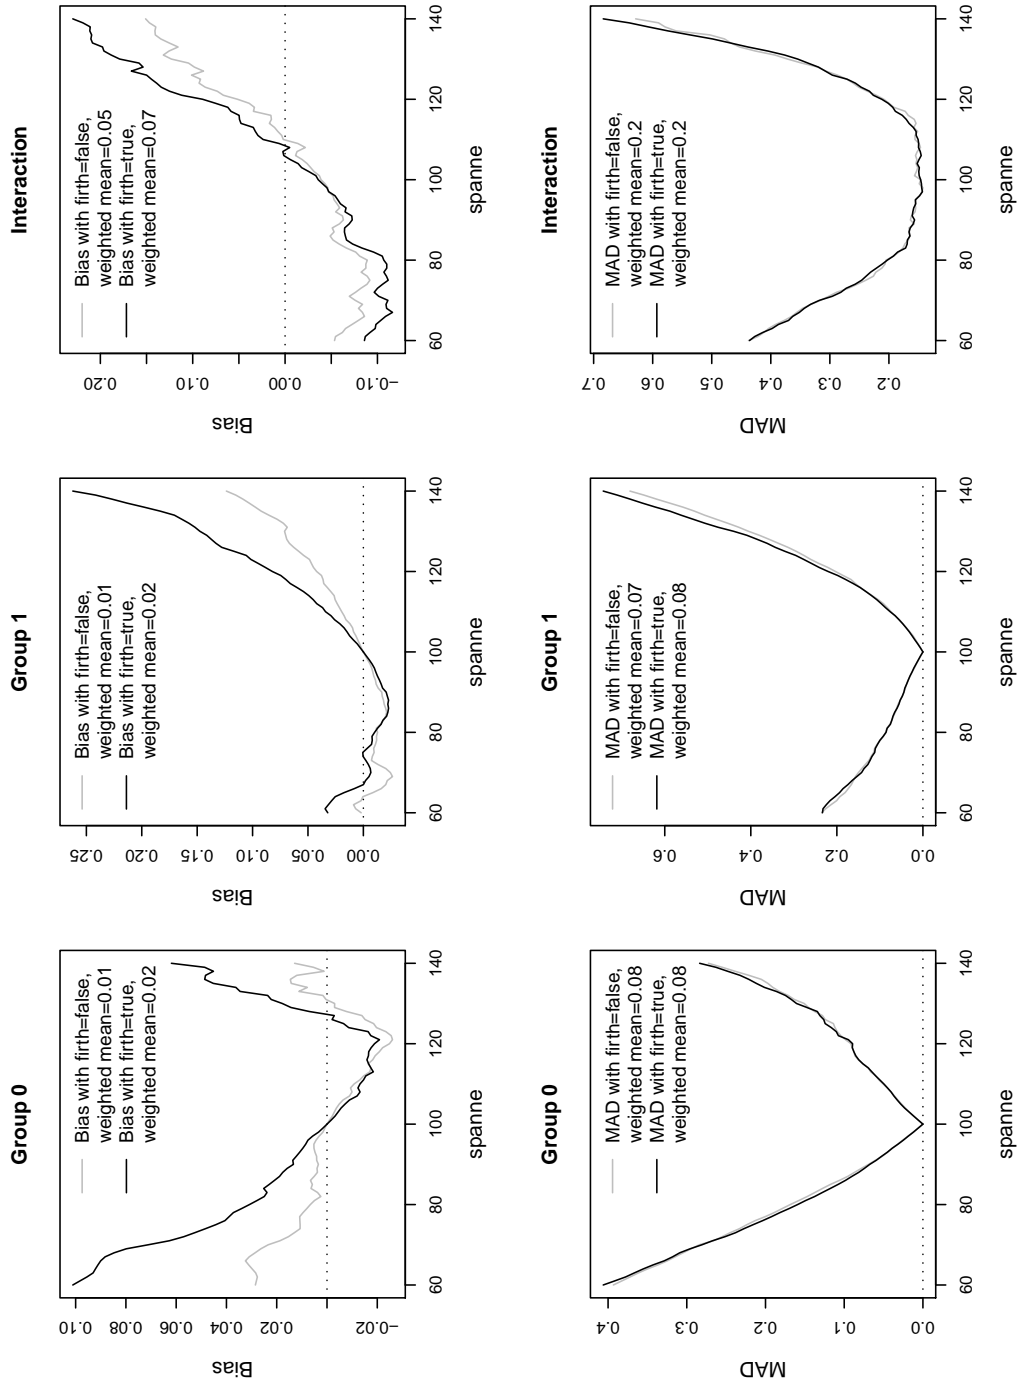 Group 0
Bias with firth=false,
weighted mean=0.01
Bias with firth=true,
weighted mean=0.02
Bias
0.10
0.08
0.06
0.04
0.02
−0.02
60 80 100 120 140
spanne
Group 1
Bias with firth=false,
weighted mean=0.01
Bias with firth=true,
weighted mean=0.02
Bias
0.25
0.20
0.15
0.10
0.05
0.00
60 80 100 120 140
spanne
Interaction
Bias with firth=false,
weighted mean=0.05
Bias with firth=true,
weighted mean=0.07
Bias
0.20
0.10
0.00
−0.10
60 80 100 120 140
spanne
Group 0
MAD with firth=false,
weighted mean=0.08
MAD with firth=true,
weighted mean=0.08
MAD
0.4
0.3
0.2
0.1
0.0
60 80 100 120 140
spanne
Group 1
MAD with firth=false,
weighted mean=0.07
MAD with firth=true,
weighted mean=0.08
MAD
0.6
0.4
0.2
0.0
60 80 100 120 140
spanne
Interaction
MAD with firth=false,
weighted mean=0.2
MAD with firth=true,
weighted mean=0.2
MAD
0.7
0.6
0.5
0.4
0.3
0.2
60 80 100 120 140
spanne